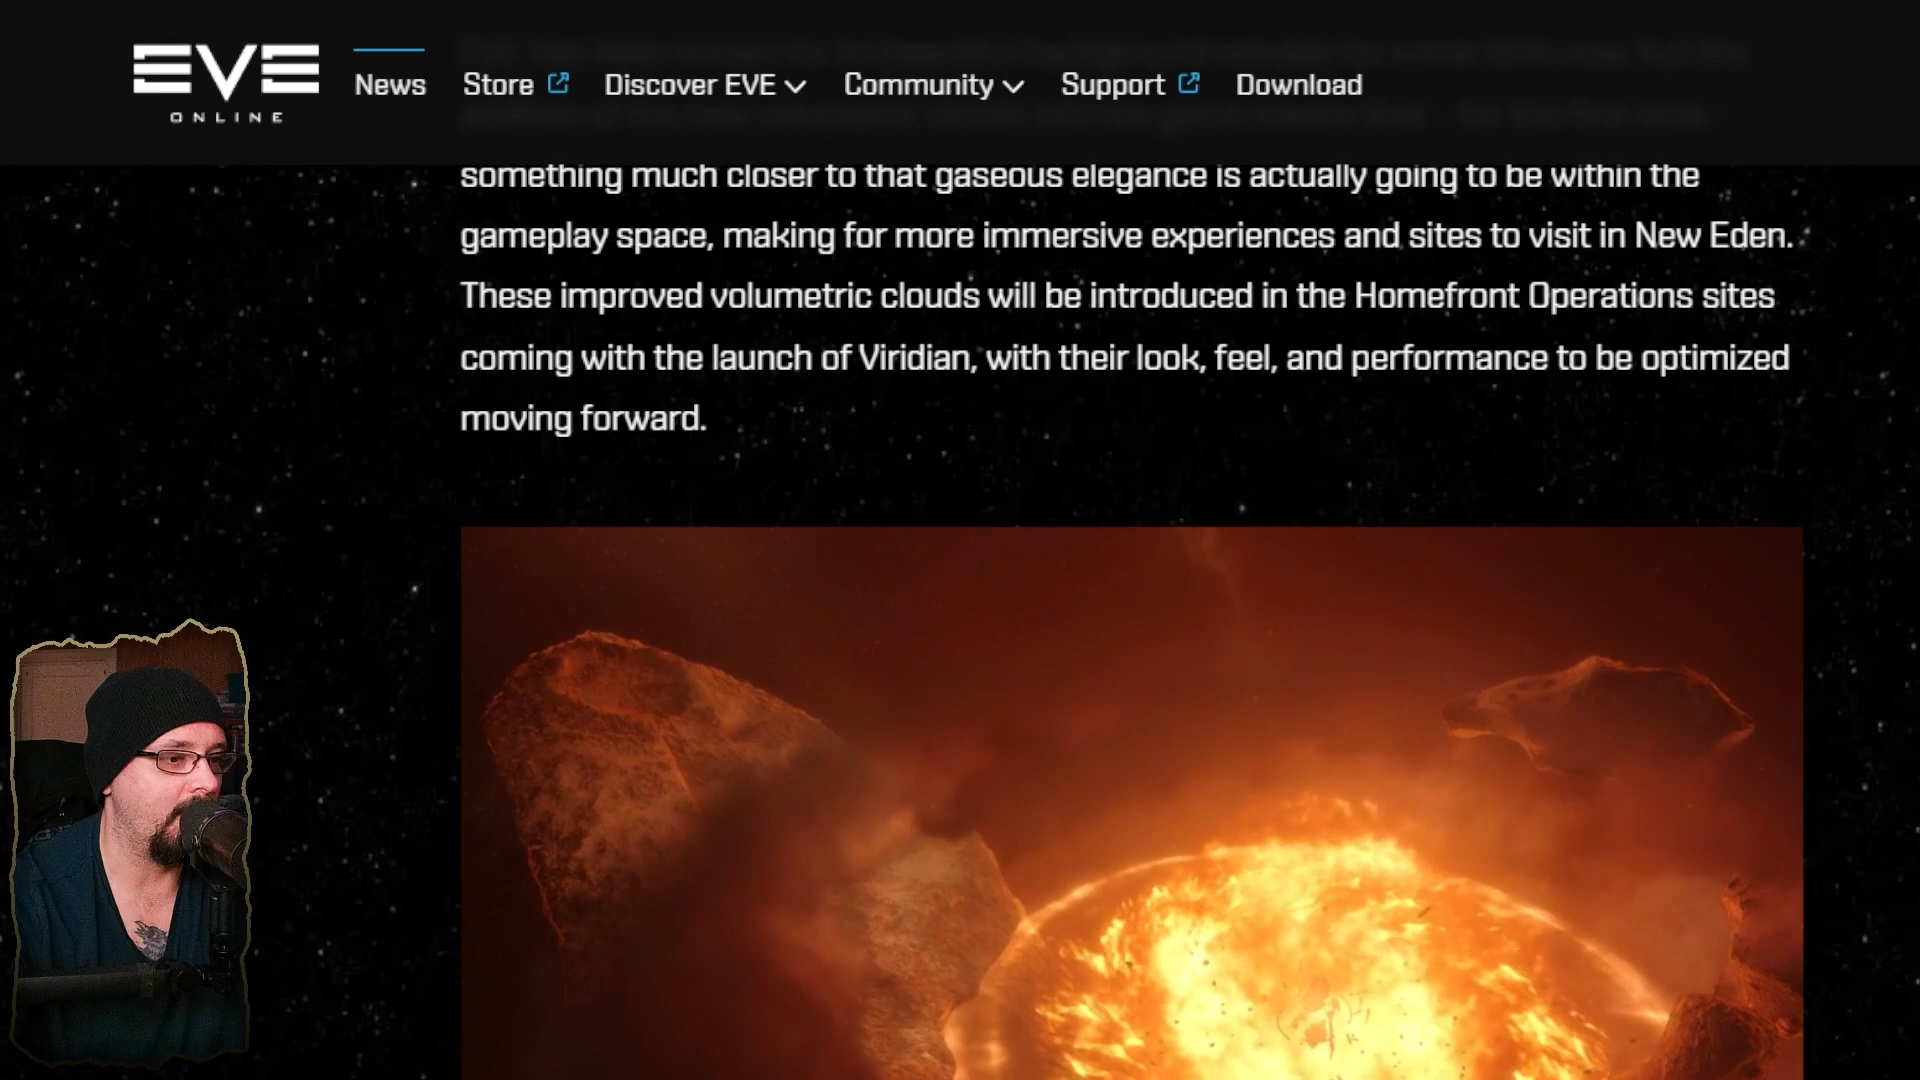 EVE
ONLINE
News Store Discover EVE Community Support Download
something much closer to that gaseous elegance is actually going to be within the
gameplay space, making for more immersive experiences and sites to visit in New Eden.
These improved volumetric clouds will be introduced in the Homefront Operations sites
coming with the launch of Viridian, with their look, feel, and performance to be optimized
moving forward.